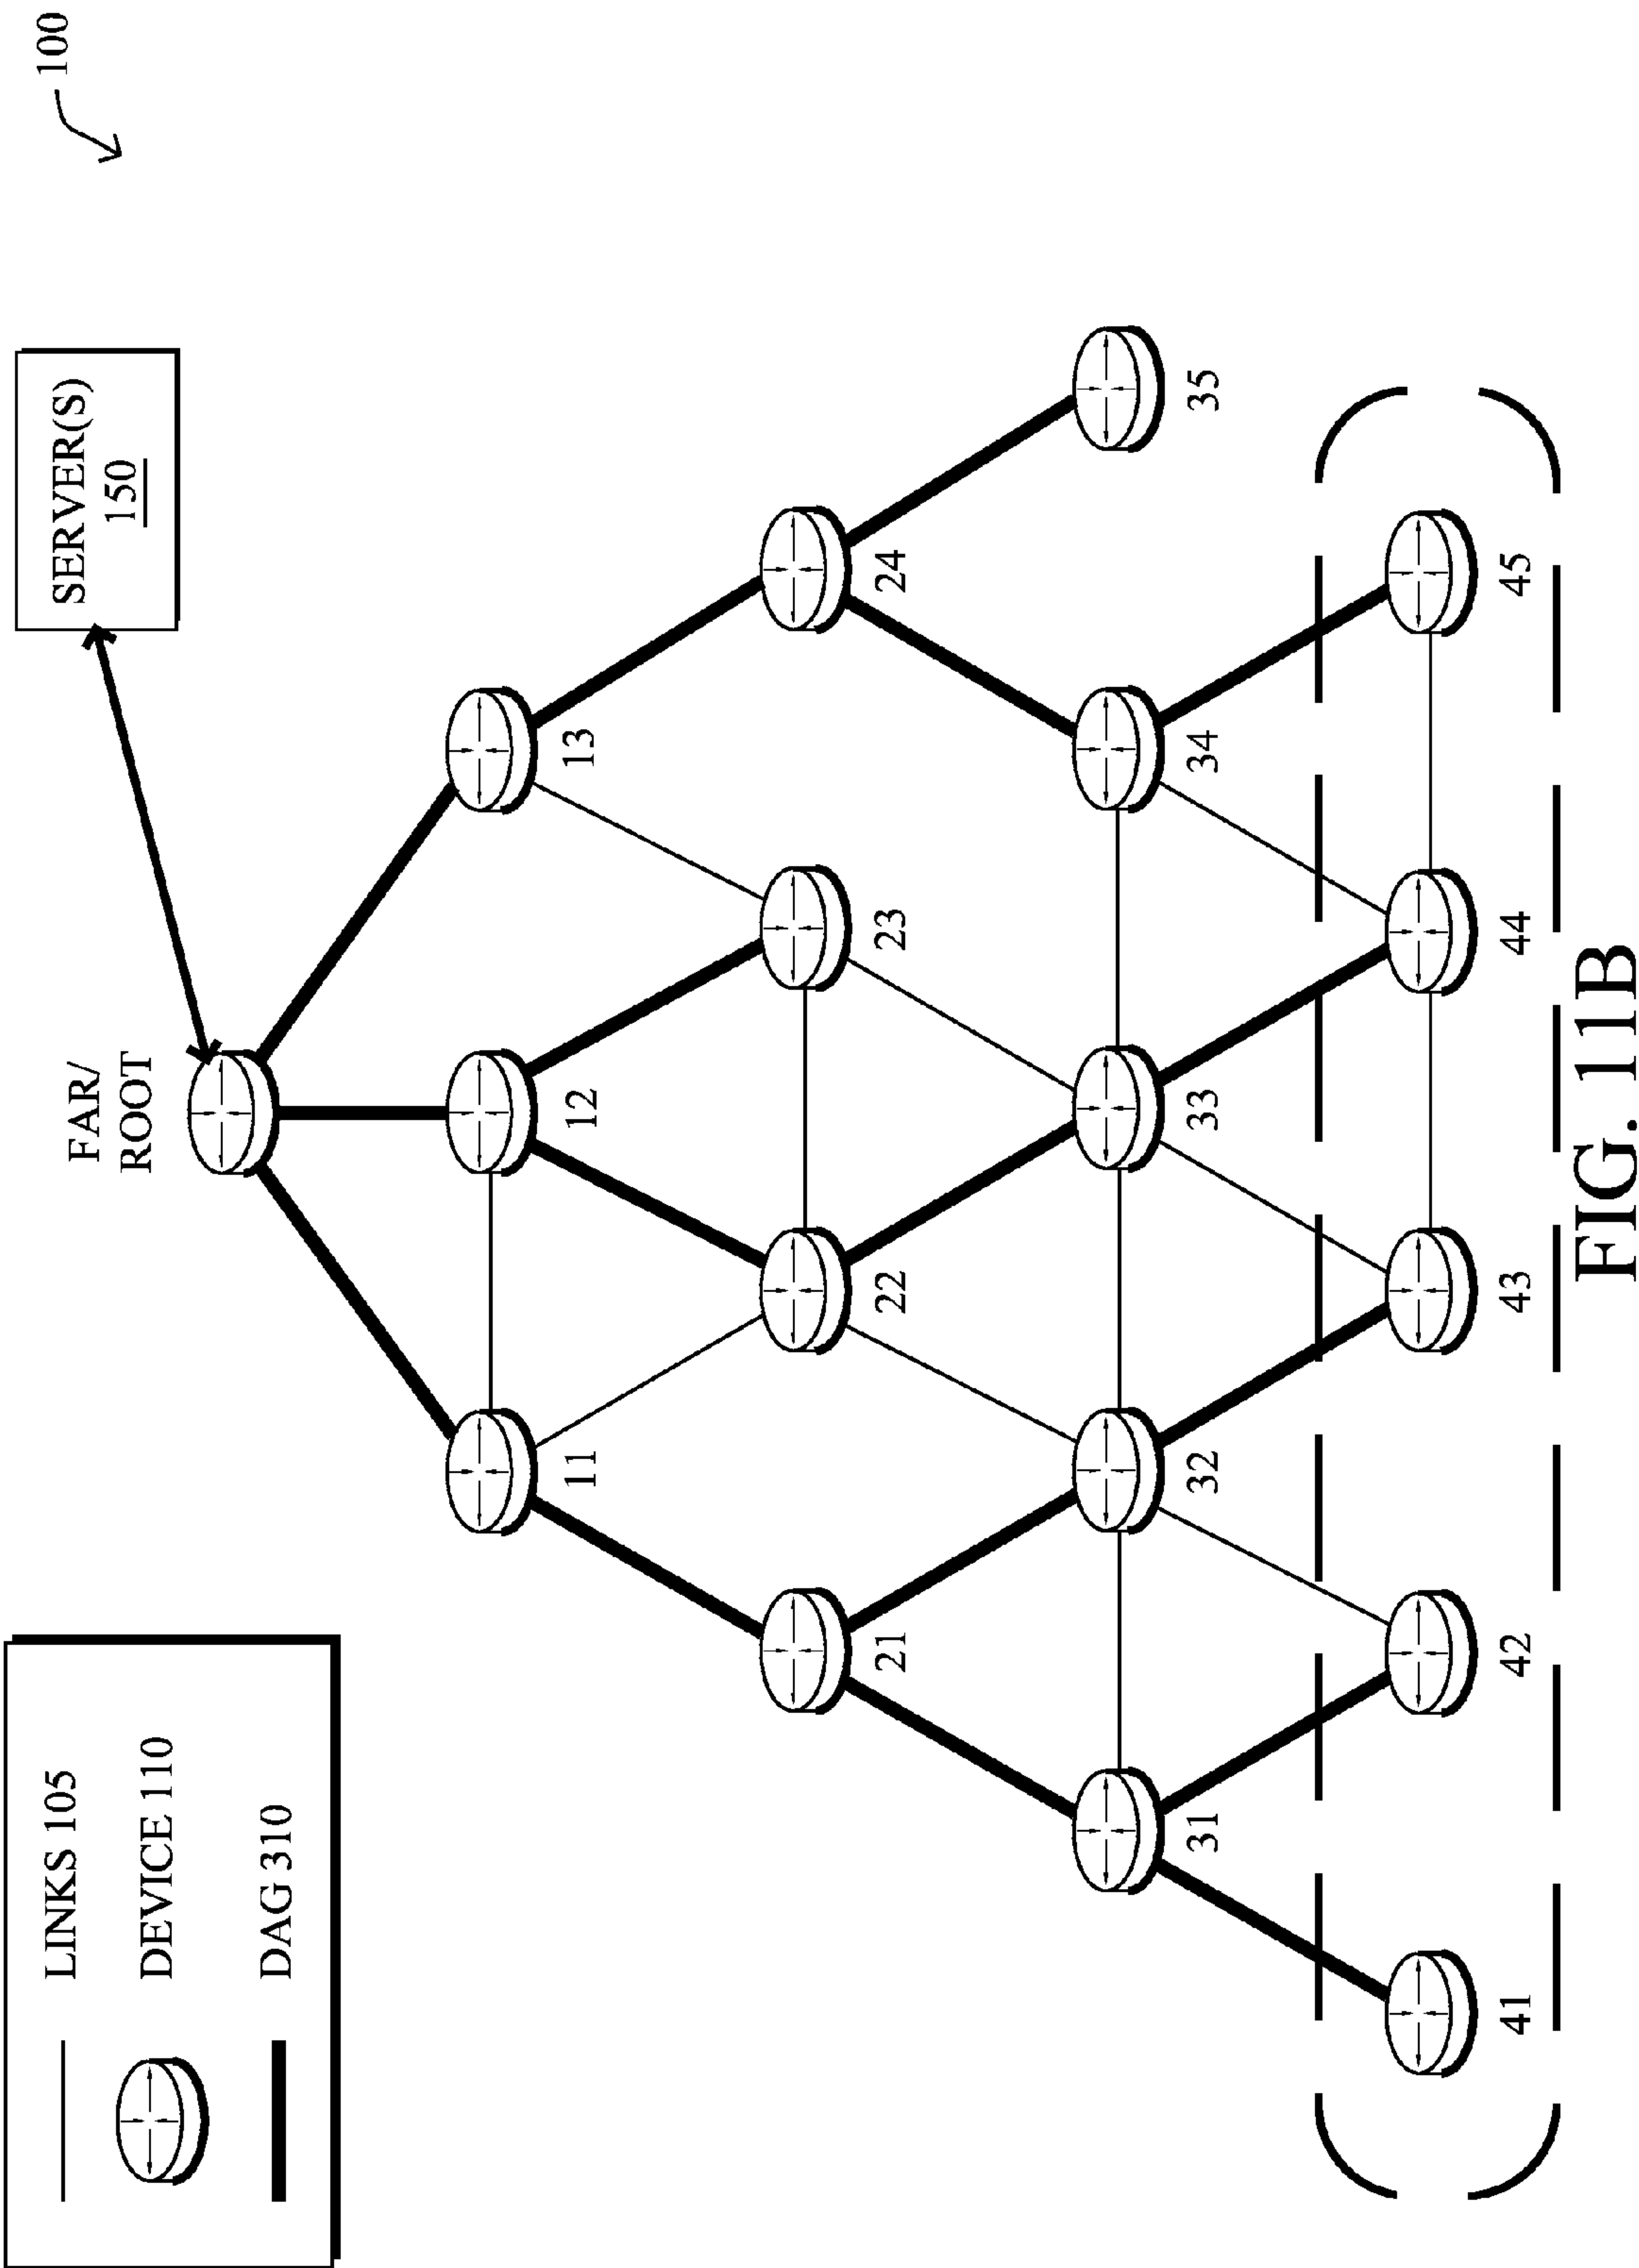 100
LINKS 105
DEVICE 110
DAG 310
FAR/
ROOT
SERVER(S)
150
11
12
13
21
22
23
24
31
32
33
34
35
41
42
43
44
45
FIG. 11B